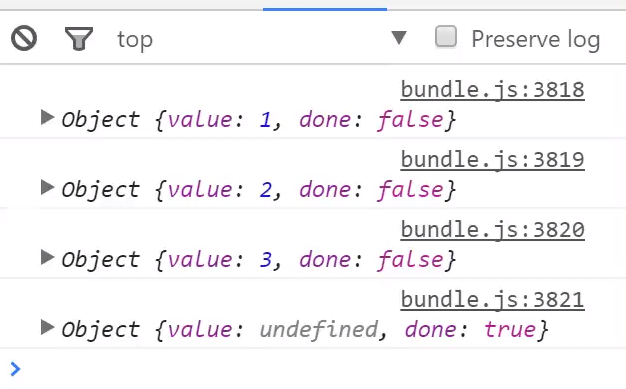 top Preserve log
bundle.js:3818
Object {value: 1, done: false}
bundle.js:3819
Object {value: 2, done: false}
bundle.js:3820
Object {value: 3, done: false}
bundle.js:3821
Object {value: undefined, done: true}